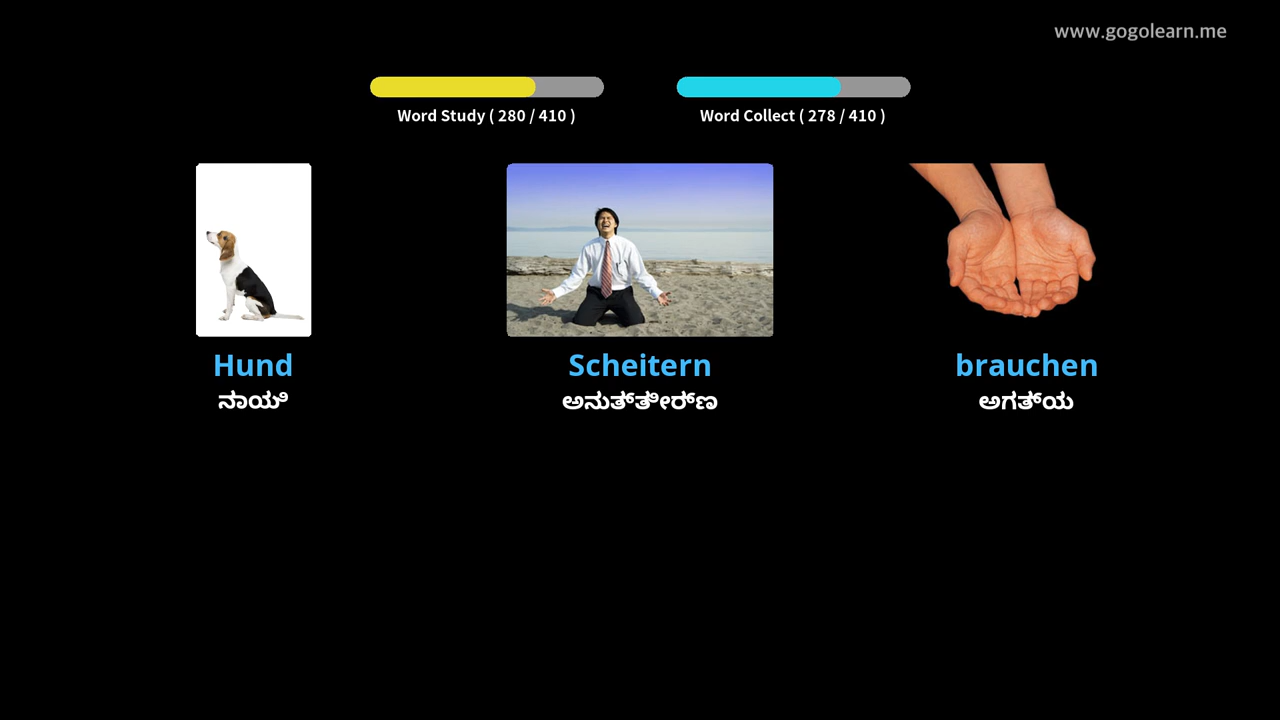 www.gogolearn.me
Word Study ( 280 / 410 )
Word Collect ( 278 / 410 )
Hund
Scheitern
brauchen
ನಾಯಿ
ಅನುತ್ತೀರ್ಣ
ಅಗತ್ಯ